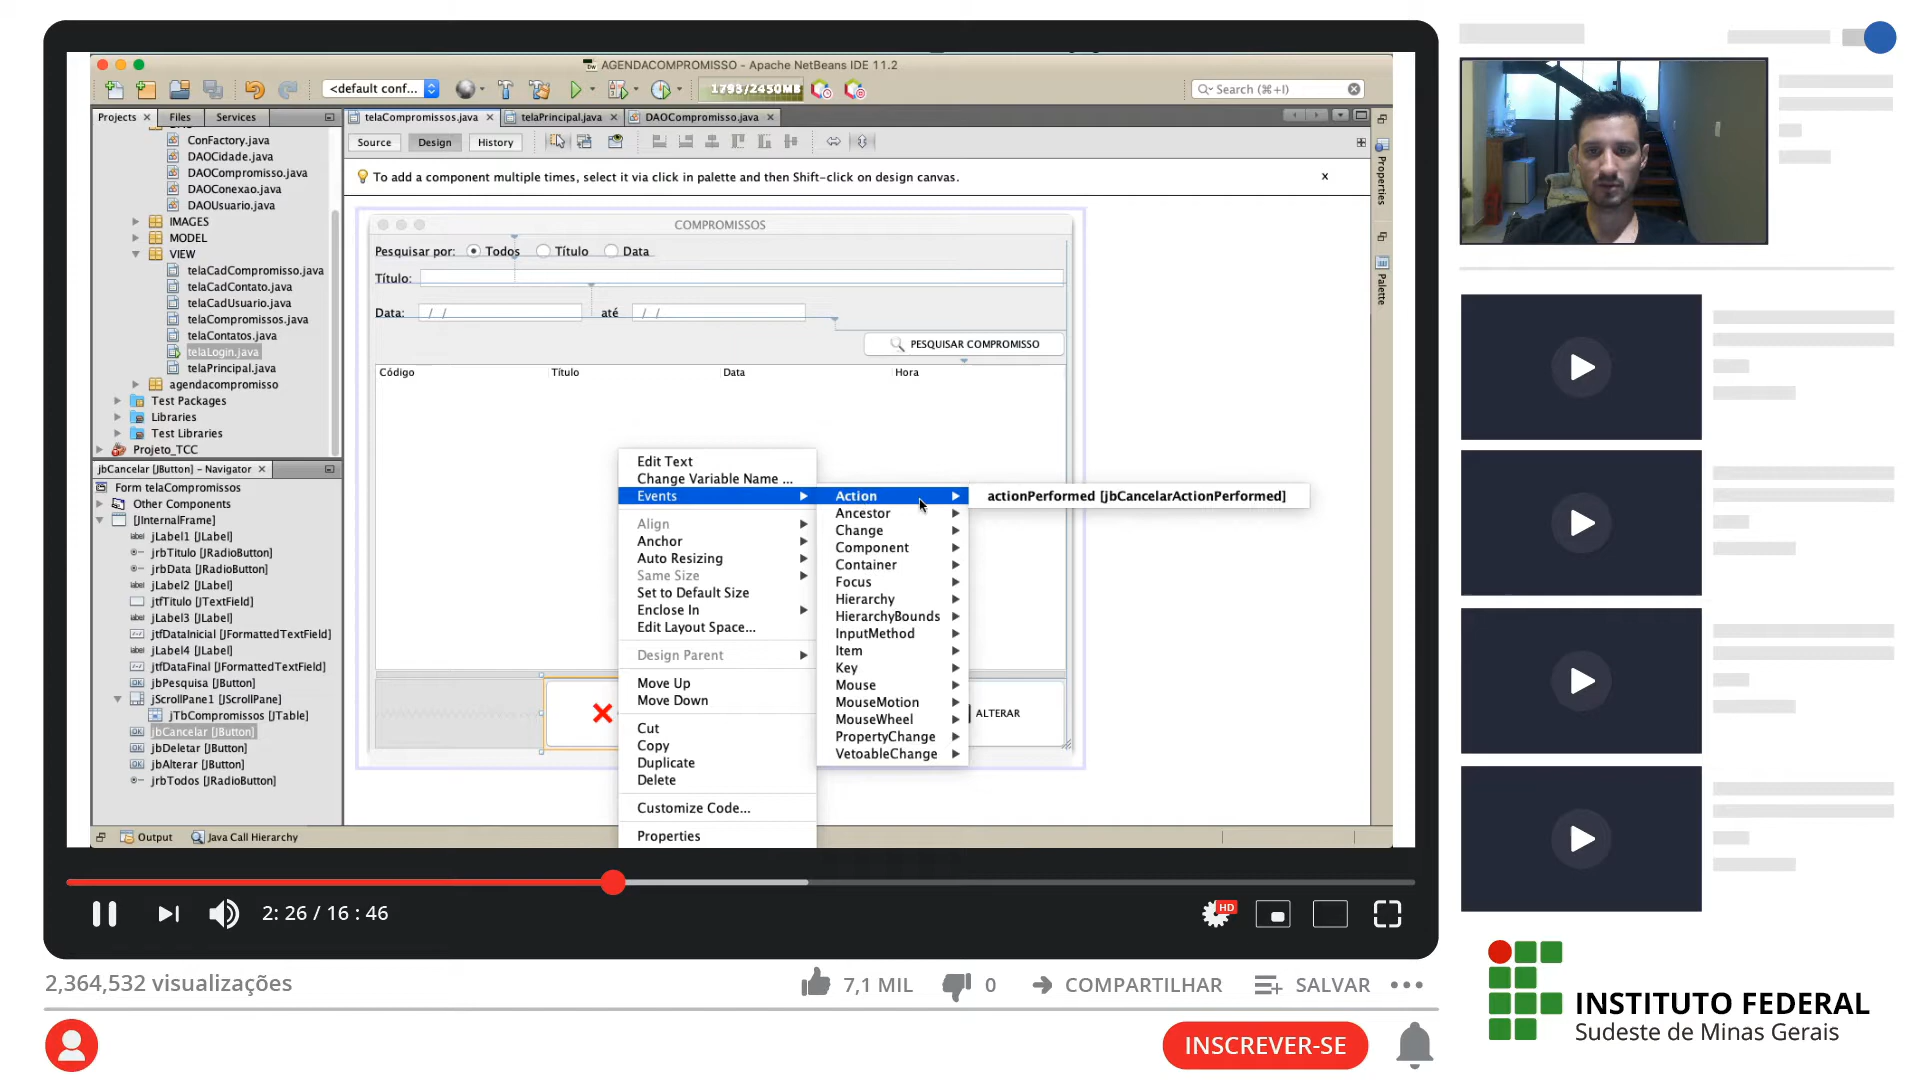 AGENDACOMPROMISSO - Apache NetBeans IDE 11.2
<default conf...
1793/2450MB
Search (⌘+I)
Projects
Files
Services
telaCompromissos.java
telaPrincipal.java
DAOCompromisso.java
Source
Design
History
To add a component multiple times, select it via click in palette and then Shift-click on design canvas.
x
Properties
Palette
ConFactory.java
DAOCidade.java
DAOCompromisso.java
DAOConexao.java
DAOUsuario.java
IMAGES
MODEL
VIEW
telaCadCompromisso.java
telaCadContato.java
telaCadUsuario.java
telaCompromissos.java
telaContatos.java
telaLogin.java
telaPrincipal.java
agendacompromisso
Test Packages
Libraries
Test Libraries
Projeto_TCC
jbCancelar [JButton] - Navigator
Form telaCompromissos
Other Components
[JInternalFrame]
jLabel1 [JLabel]
jrbTitulo [JRadioButton]
jrbData [JRadioButton]
jLabel2 [JLabel]
jtfTitulo [JTextField]
jLabel3 [JLabel]
jtfDataInicial [JFormattedTextField]
jLabel4 [JLabel]
jtfDataFinal [JFormattedTextField]
jbPesquisa [JButton]
jScrollPane1 [JScrollPane]
jTbCompromissos [JTable]
jbCancelar [JButton]
jbDeletar [JButton]
jbAlterar [JButton]
jrbTodos [JRadioButton]
Output
Java Call Hierarchy
COMPROMISSOS
Pesquisar por: Todos Título Data
Título:
Data: / / até / /
PESQUISAR COMPROMISSO
Código Título Data Hora
ALTERAR
Edit Text
Change Variable Name ...
Events
Align
Anchor
Auto Resizing
Same Size
Set to Default Size
Enclose In
Edit Layout Space...
Design Parent
Move Up
Move Down
Cut
Copy
Duplicate
Delete
Customize Code...
Properties
Action
Ancestor
Change
Component
Container
Focus
Hierarchy
HierarchyBounds
InputMethod
Item
Key
Mouse
MouseMotion
MouseWheel
PropertyChange
VetoableChange
actionPerformed [jbCancelarActionPerformed]
2: 26 / 16 : 46
HD
2,364,532 visualizações
7,1 MIL
0
COMPARTILHAR
SALVAR
INSCREVER-SE
INSTITUTO FEDERAL
Sudeste de Minas Gerais